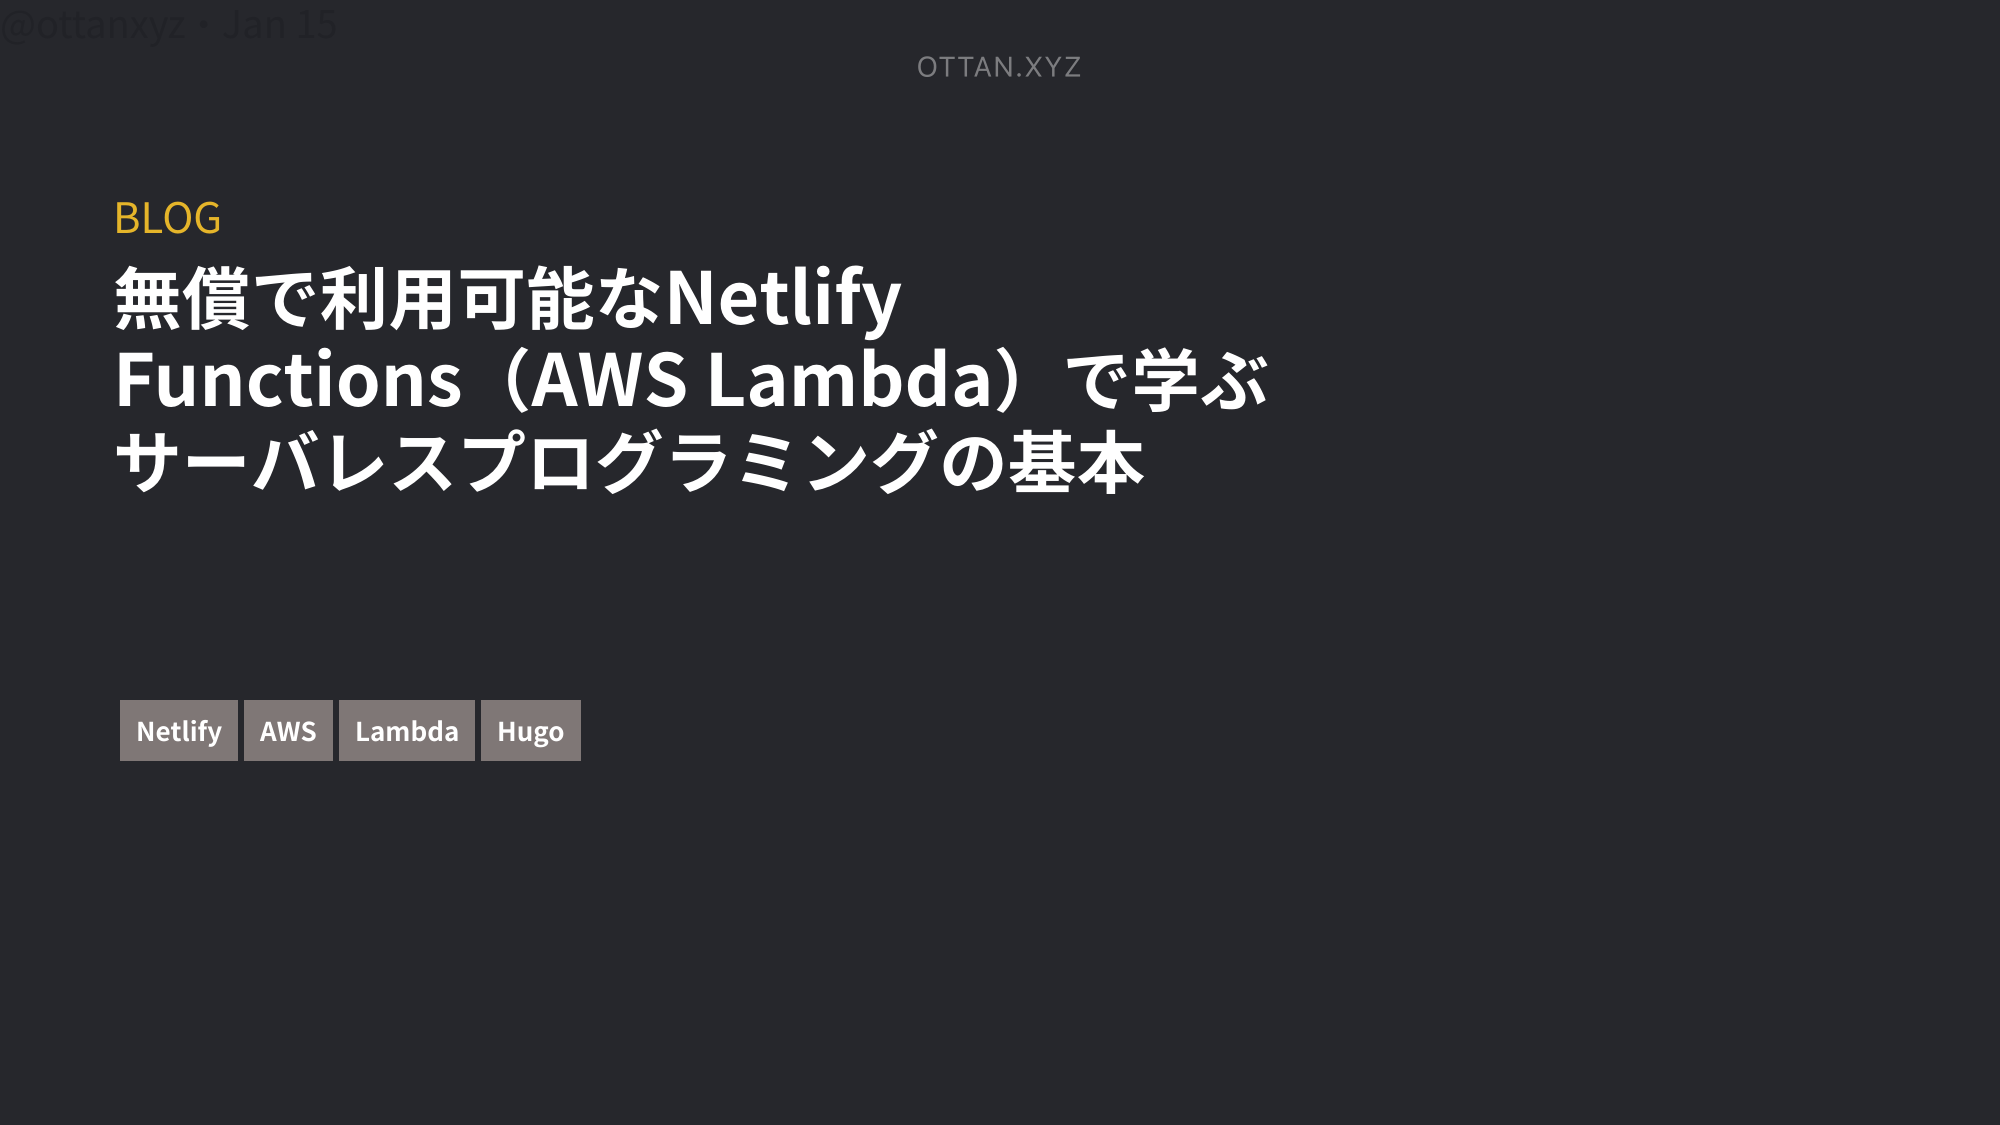 @ottanxyz・Jan 15
OTTAN.XYZ
BLOG
無償で利用可能なNetlify
Functions（AWS Lambda）で学ぶ
サーバレスプログラミングの基本
Netlify AWS Lambda Hugo